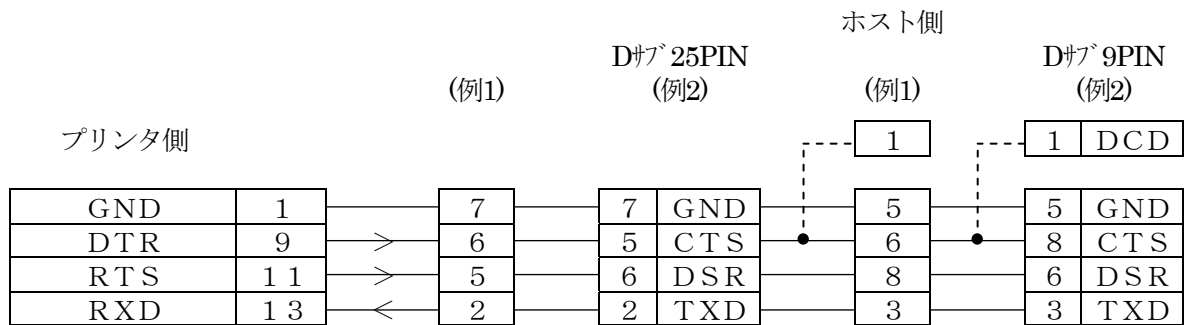 ホスト側
Dｻﾌﾞ25PIN Dｻﾌﾞ9PIN
(例1) (例2) (例1) (例2)
プリンタ側 1 1 DCD
GND 1 7 7 GND 5 5 GND
DTR 9 6 5 CTS 6 8 CTS
RTS 11 5 6 DSR 8 6 DSR
RXD 13 2 2 TXD 3 3 TXD